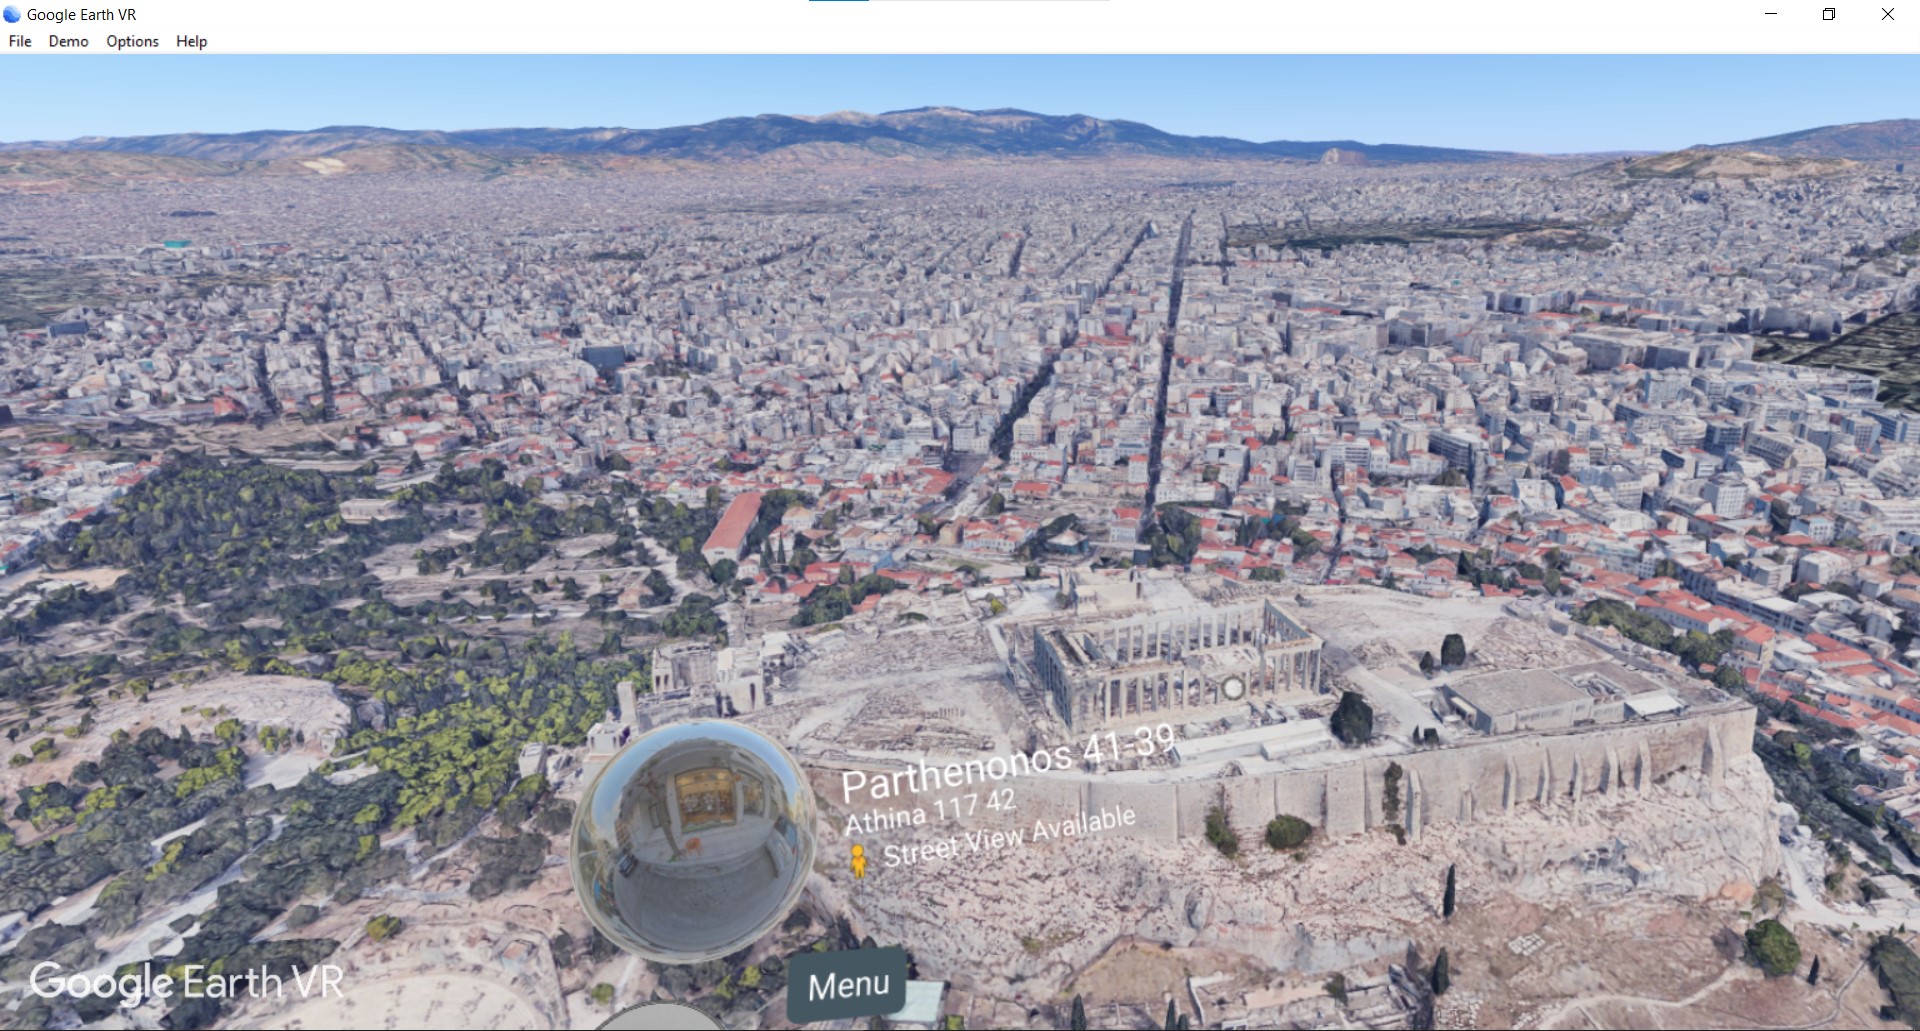 Google Earth VR
File Demo Options Help
Parthenonos 41-39
Athina 117 42
Street View Available
Menu
Google Earth VR